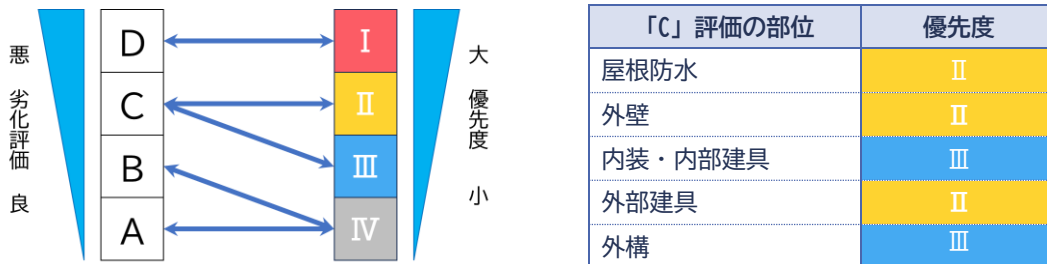 悪 劣化評価 良
D
C
B
A
Ⅰ
Ⅱ
Ⅲ
Ⅳ
大 優先度 小
「C」評価の部位 優先度
屋根防水 Ⅱ
外壁 Ⅱ
内装・内部建具 Ⅲ
外部建具 Ⅱ
外構 Ⅲ